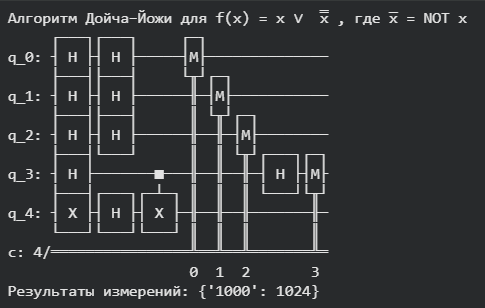 Алгоритм Дойча-Йожи для f(x) = x ∨ x̿ , где x̅ = NOT x
q_0: H H M
q_1: H H M
q_2: H H M
q_3: H ■ H M
q_4: X H X
c: 4/
0 1 2 3
Результаты измерений: {'1000': 1024}